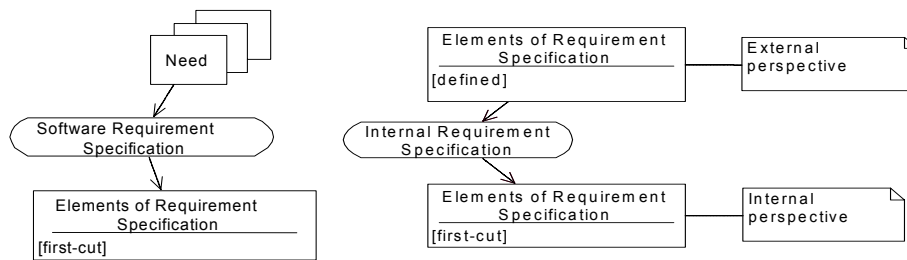 Need
Software Requirement
Specification
Elements of Requirement
Specification
[first-cut]
Elements of Requirement
Specification
[defined]
External
perspective
Internal Requirement
Specification
Elements of Requirement
Specification
[first-cut]
Internal
perspective